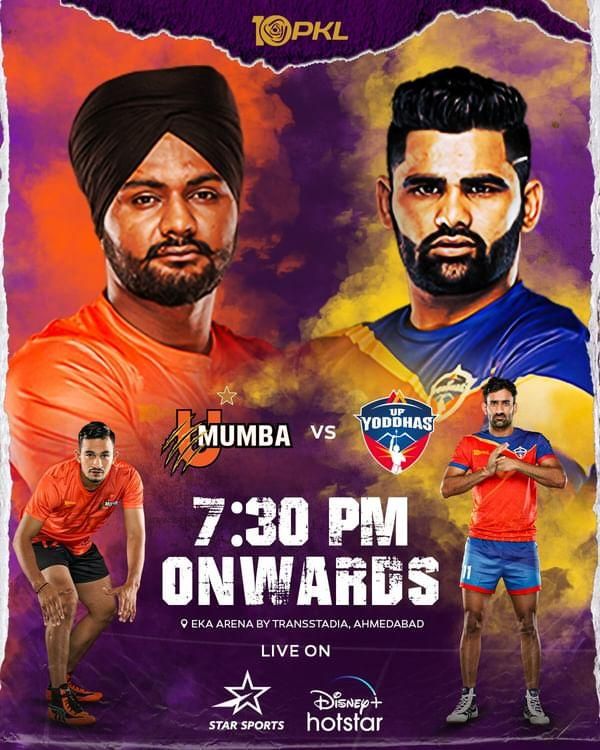 10 PKL
U MUMBA
VS
UP
YODDHAS
7:30 PM
ONWARDS
EKA ARENA BY TRANSSTADIA, AHMEDABAD
LIVE ON
STAR SPORTS
Disney+
hotstar